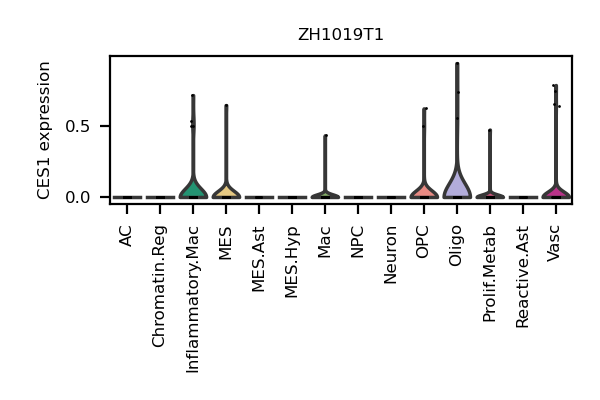 ZH1019T1
CES1 expression
0.5
0.0
AC
Chromatin.Reg
Inflammatory.Mac
MES
MES.Ast
MES.Hyp
Mac
NPC
Neuron
OPC
Oligo
Prolif.Metab
Reactive.Ast
Vasc